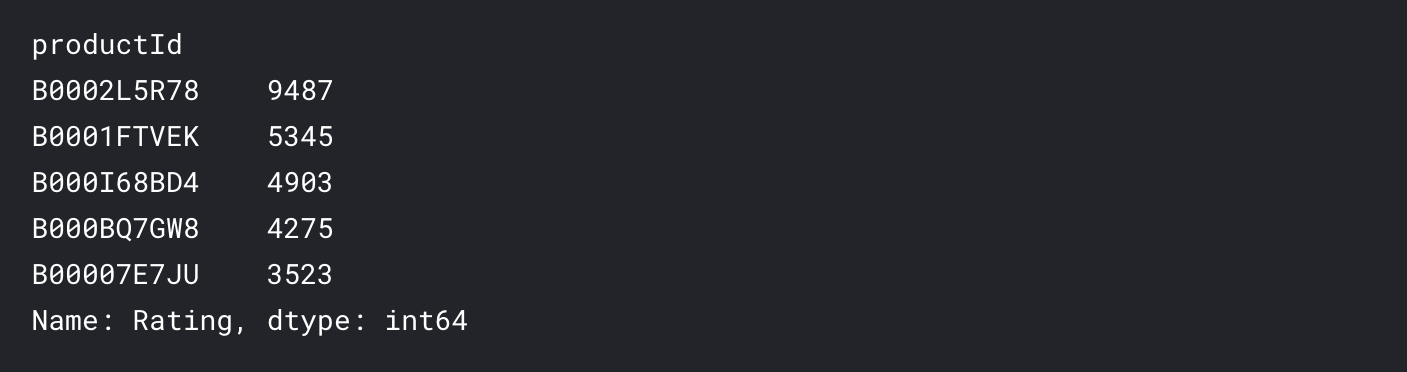 productId
B0002L5R78    9487
B0001FTVEK    5345
B000I68BD4    4903
B000BQ7GW8    4275
B00007E7JU    3523
Name: Rating, dtype: int64